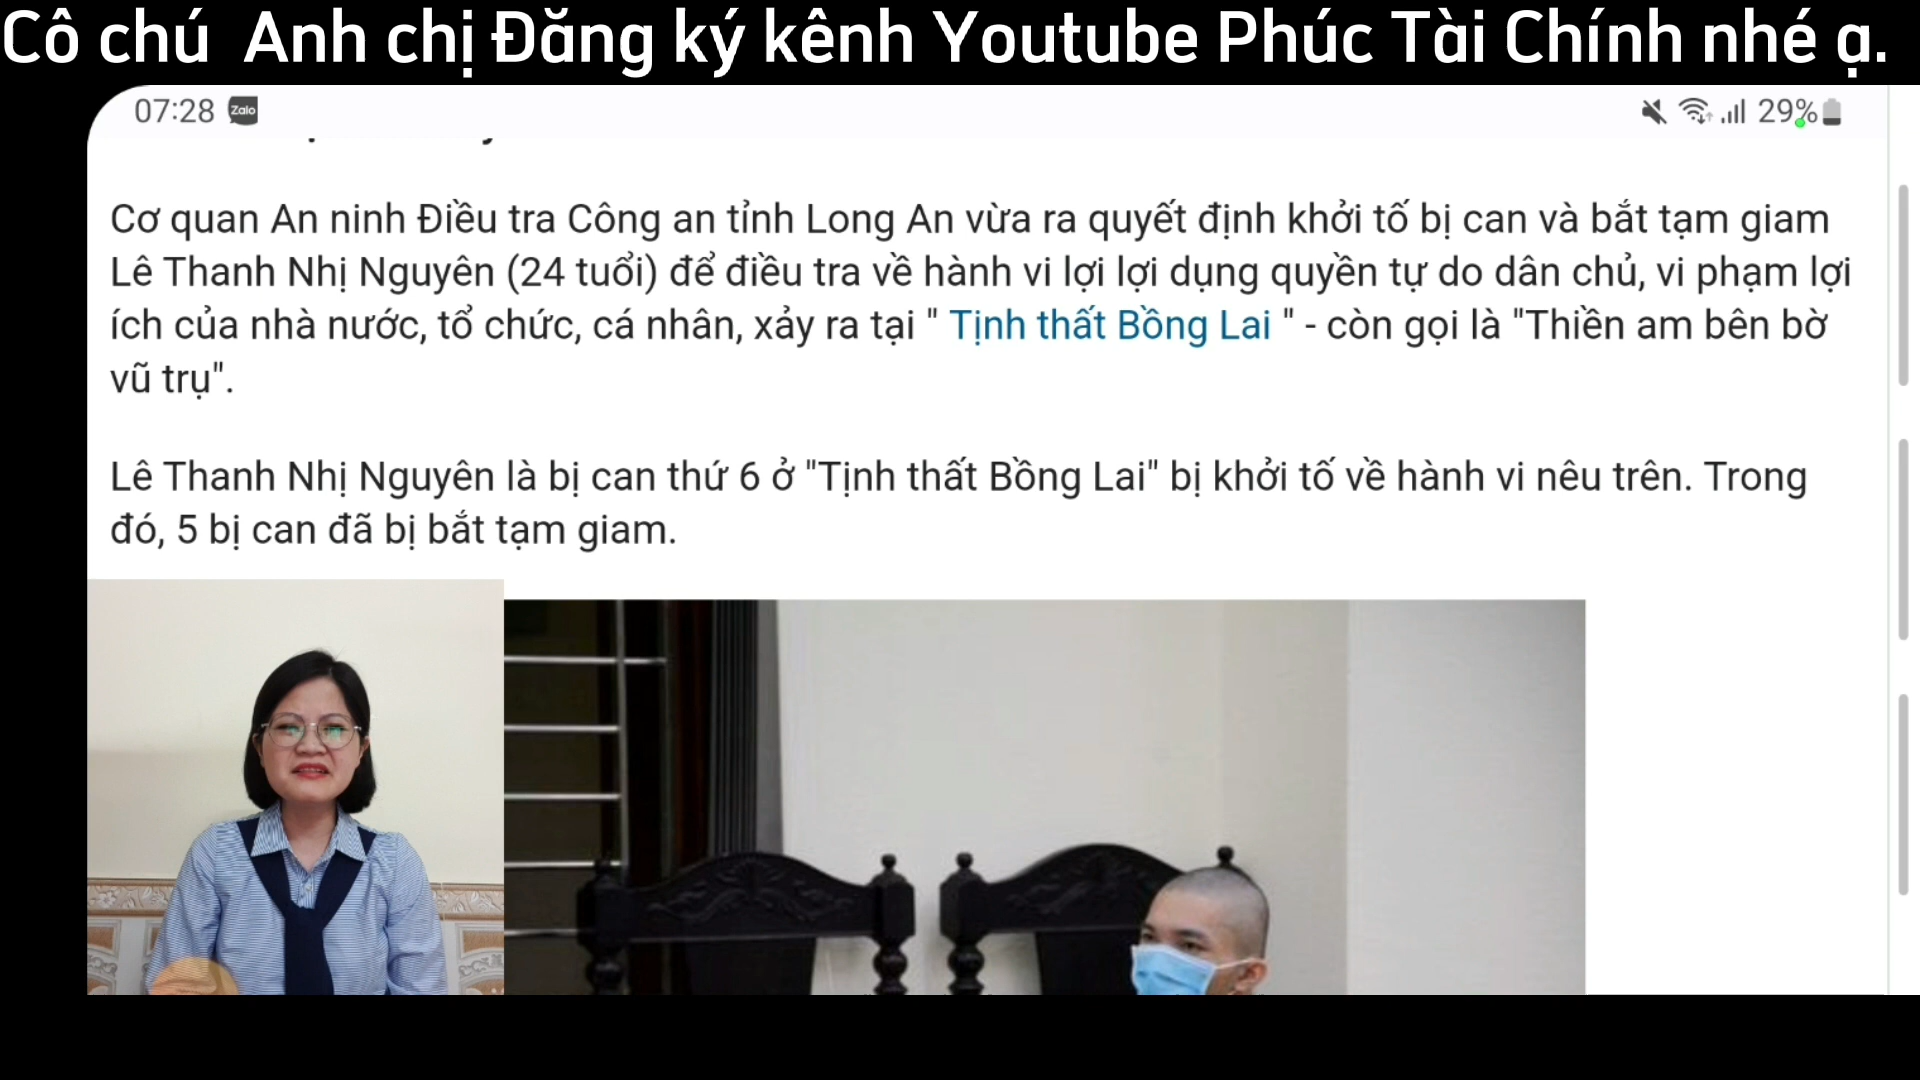 Cô chú Anh chị Đăng ký kênh Youtube Phúc Tài Chính nhé ạ.
07:28 Zalo 29%
Cơ quan An ninh Điều tra Công an tỉnh Long An vừa ra quyết định khởi tố bị can và bắt tạm giam
Lê Thanh Nhị Nguyên (24 tuổi) để điều tra về hành vi lợi lợi dụng quyền tự do dân chủ, vi phạm lợi
ích của nhà nước, tổ chức, cá nhân, xảy ra tại " Tịnh thất Bồng Lai " - còn gọi là "Thiền am bên bờ
vũ trụ".
Lê Thanh Nhị Nguyên là bị can thứ 6 ở "Tịnh thất Bồng Lai" bị khởi tố về hành vi nêu trên. Trong
đó, 5 bị can đã bị bắt tạm giam.